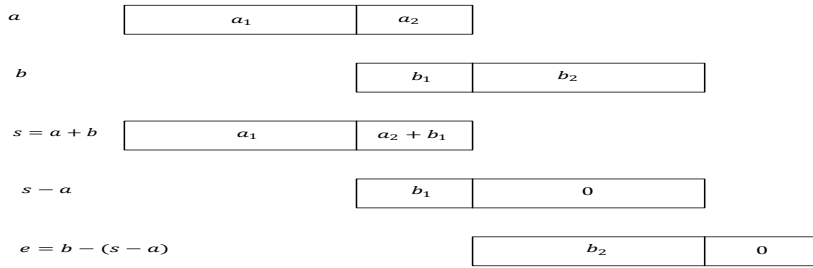 a a₁ a₂
b b₁ b₂
s = a + b a₁ a₂ + b₁
s − a b₁ 0
e = b − (s − a) b₂ 0